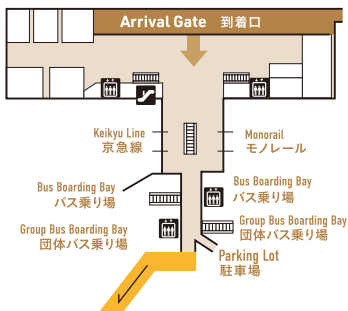 Arrival Gate 到着口
Keikyu Line
京急線
Monorail
モノレール
Bus Boarding Bay
バス乗り場
Bus Boarding Bay
バス乗り場
Group Bus Boarding Bay
団体バス乗り場
Group Bus Boarding Bay
団体バス乗り場
Parking Lot
駐車場